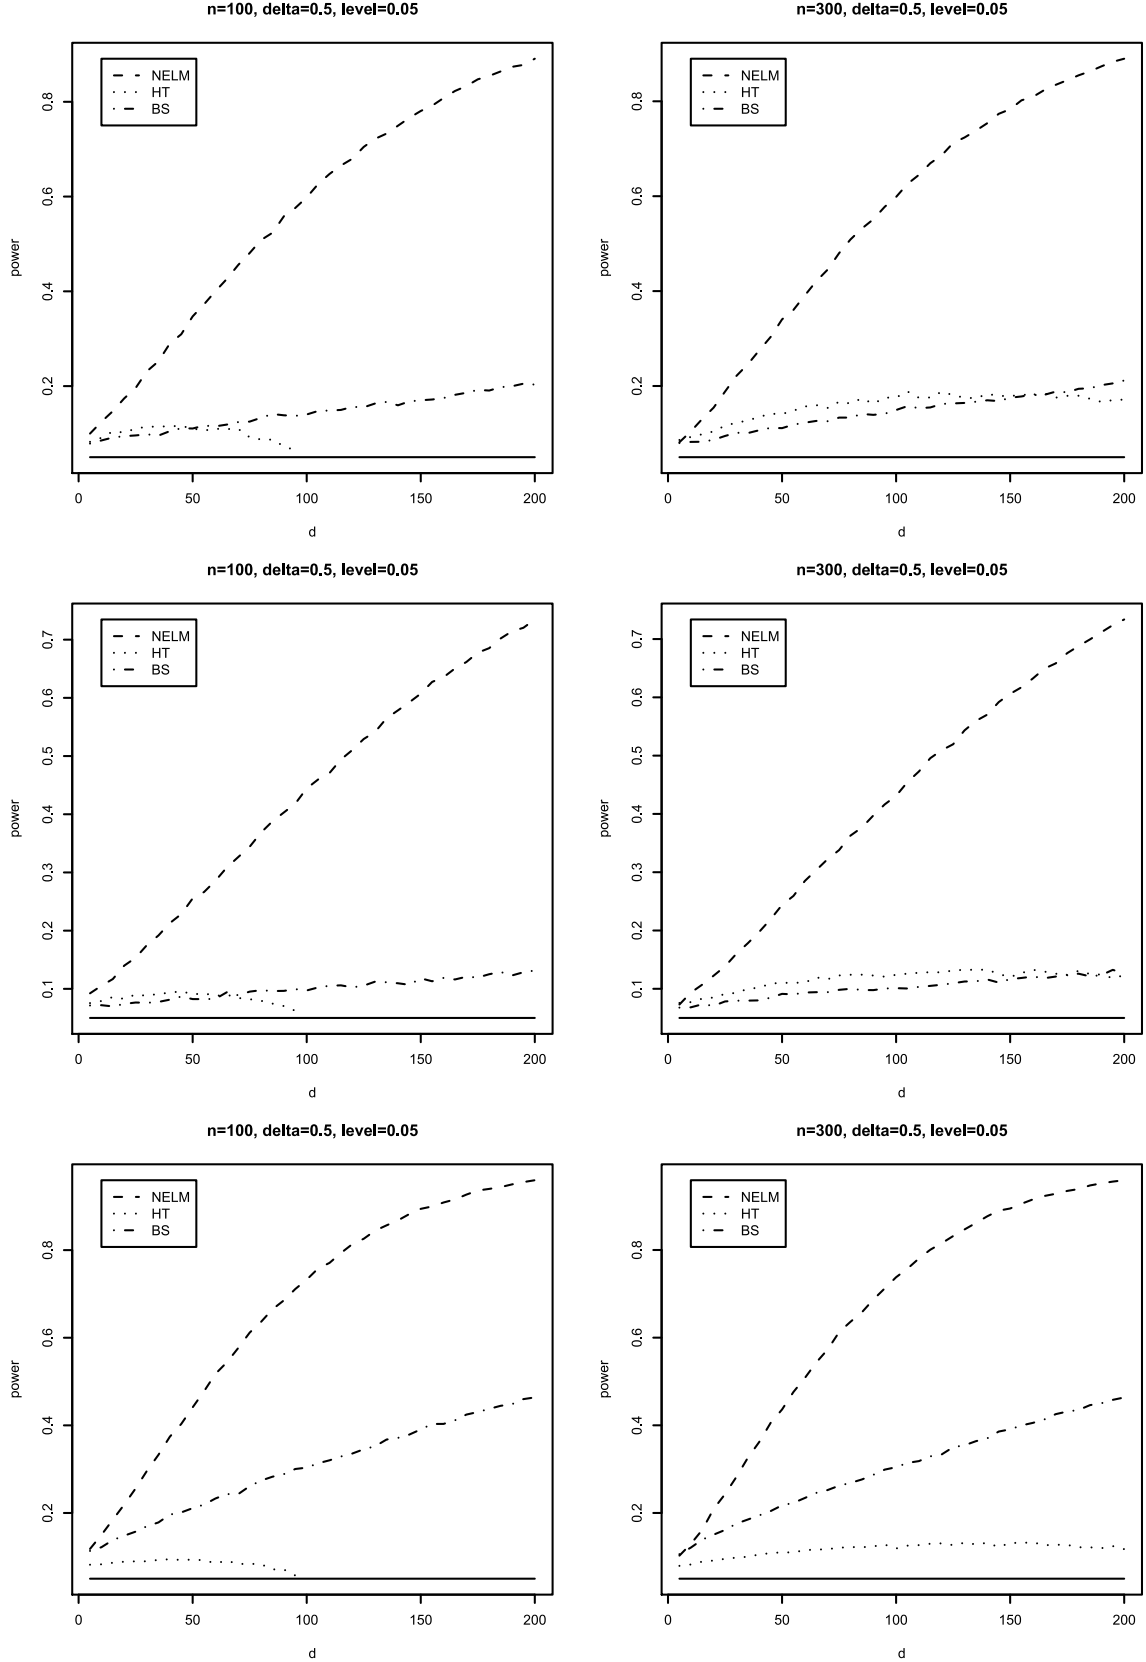 n=100, delta=0.5, level=0.05
NELM
HT
BS
0.8
0.6
0.4
0.2
power
0
50
100
150
200
d
n=300, delta=0.5, level=0.05
NELM
HT
BS
0.8
0.6
0.4
0.2
power
0
50
100
150
200
d
n=100, delta=0.5, level=0.05
NELM
HT
BS
0.7
0.6
0.5
0.4
0.3
0.2
0.1
power
0
50
100
150
200
d
n=300, delta=0.5, level=0.05
NELM
HT
BS
0.7
0.6
0.5
0.4
0.3
0.2
0.1
power
0
50
100
150
200
d
n=100, delta=0.5, level=0.05
NELM
HT
BS
0.8
0.6
0.4
0.2
power
0
50
100
150
200
d
n=300, delta=0.5, level=0.05
NELM
HT
BS
0.8
0.6
0.4
0.2
power
0
50
100
150
200
d